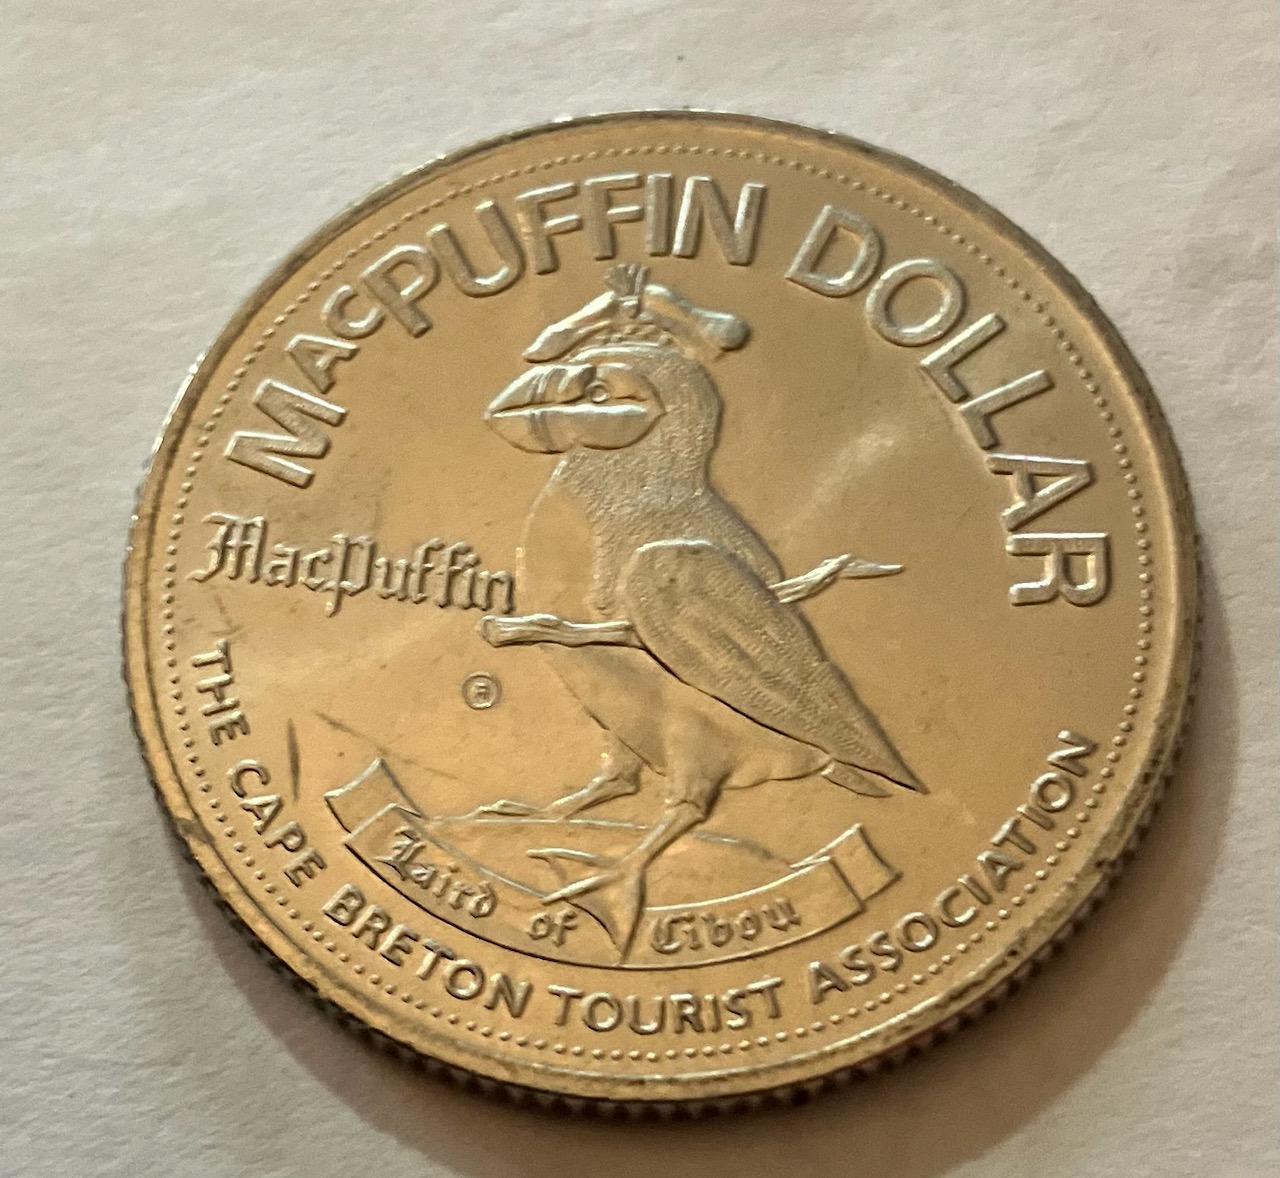 MacPUFFIN DOLLAR
MacPuffin
®
Laird of Cibou
THE CAPE BRETON TOURIST ASSOCIATION